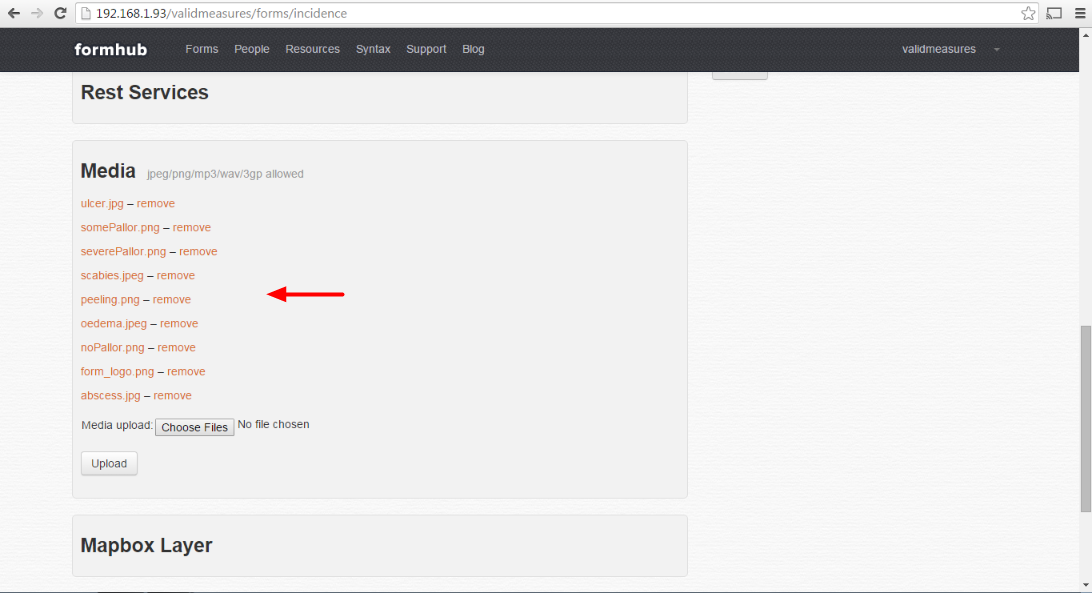 192.168.1.93/validmeasures/forms/incidence
formhub Forms People Resources Syntax Support Blog validmeasures
Rest Services
Media jpeg/png/mp3/wav/3gp allowed
ulcer.jpg – remove
somePallor.png – remove
severePallor.png – remove
scabies.jpeg – remove
peeling.png – remove
oedema.jpeg – remove
noPallor.png – remove
form_logo.png – remove
abscess.jpg – remove
Media upload: Choose Files No file chosen
Upload
Mapbox Layer